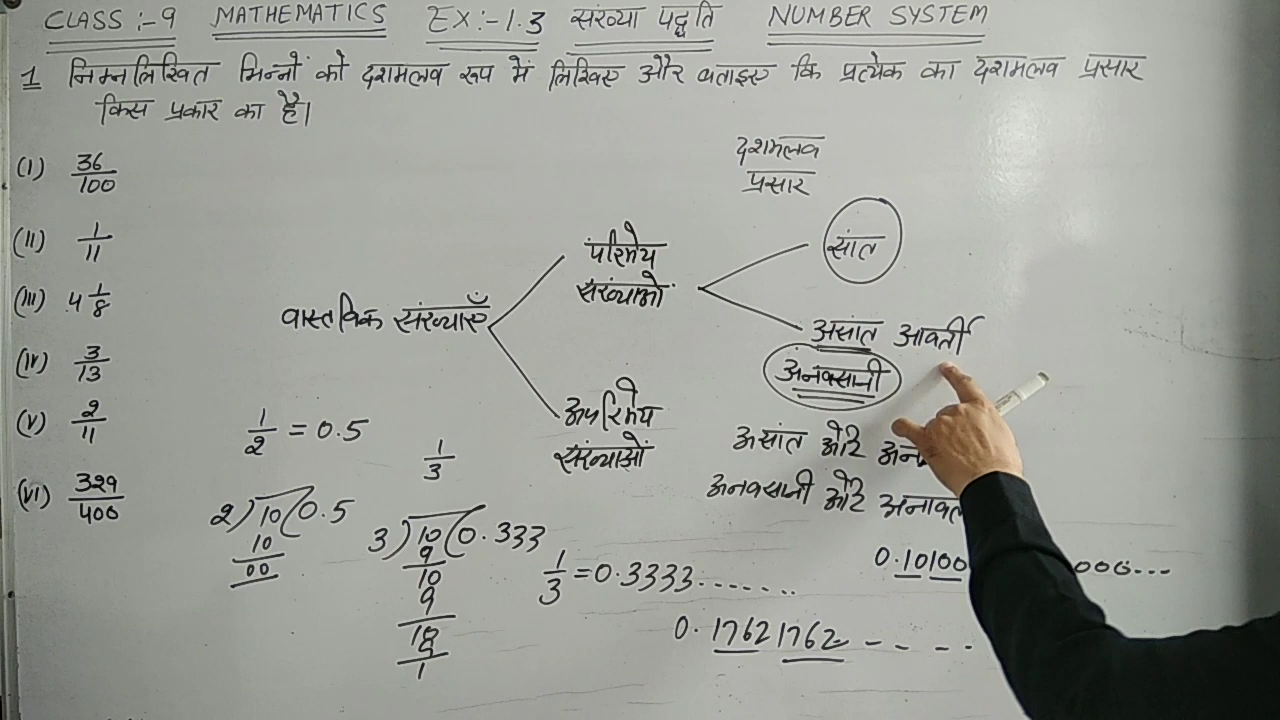 CLASS :- 9 MATHEMATICS EX:- 1.3 संख्या पद्धति NUMBER SYSTEM
1 निम्नलिखित भिन्नों को दशमलव रूप में लिखिए और बताइए कि प्रत्येक का दशमलव प्रसार
किस प्रकार का है।
दशमलव
प्रसार
(I) 36/100
(II) 1/11
(III) 4 1/8
(IV) 3/13
(V) 2/11
(VI) 329/400
वास्तविक संख्याएँ
परिमेय
संख्याओं
सांत
असांत आवर्ती
अनवसानी
अपरिमेय
संख्याओं
असांत और
अनवसानी और
1/2 = 0.5
2)10(0.5
10
00
1/3
3)10(0.333
9
10
9
10
9
1
1/3 = 0.3333.......
0.10100 000...
0.17621762 - - - -